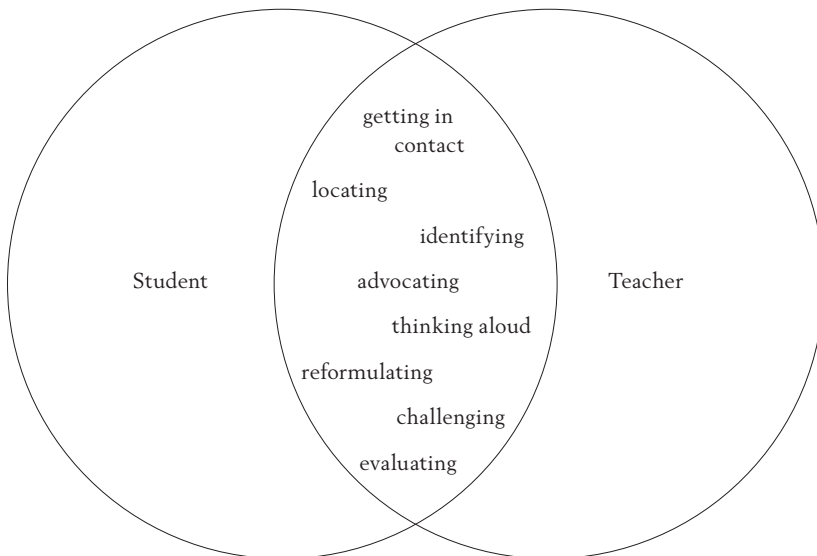 getting in
contact
locating
identifying
Student
advocating
Teacher
thinking aloud
reformulating
challenging
evaluating